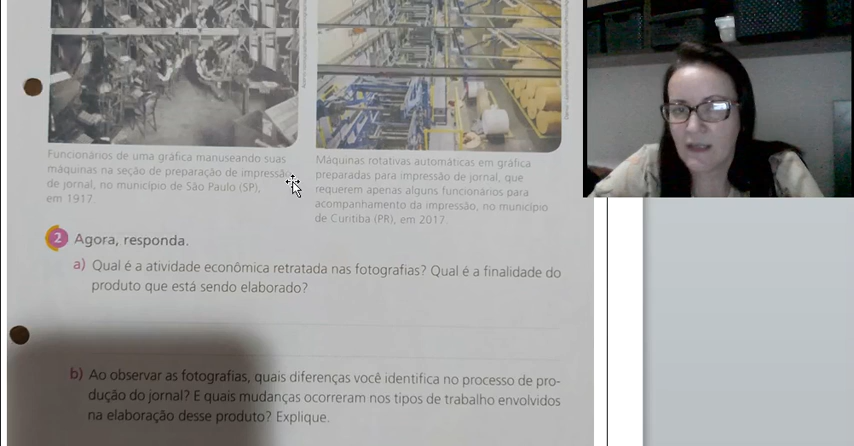 Funcionários de uma gráfica manuseando suas
máquinas na seção de preparação de impressão
de jornal, no município de São Paulo (SP),
em 1917.
Máquinas rotativas automáticas em gráfica
preparadas para impressão de jornal, que
requerem apenas alguns funcionários para
acompanhamento da impressão, no município
de Curitiba (PR), em 2017.
2 Agora, responda.
a) Qual é a atividade econômica retratada nas fotografias? Qual é a finalidade do
produto que está sendo elaborado?
b) Ao observar as fotografias, quais diferenças você identifica no processo de pro-
dução do jornal? E quais mudanças ocorreram nos tipos de trabalho envolvidos
na elaboração desse produto? Explique.